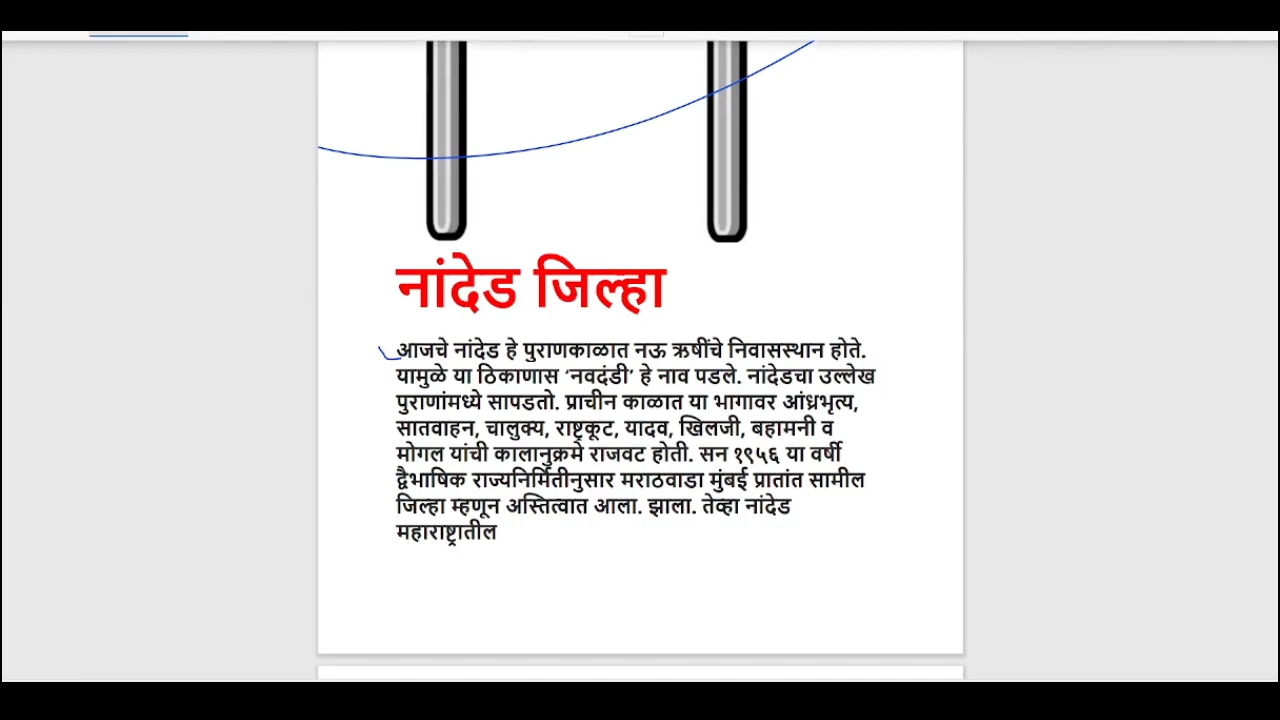 नांदेड जिल्हा
आजचे नांदेड हे पुराणकाळात नऊ ऋषींचे निवासस्थान होते.
यामुळे या ठिकाणास ‘नवदंडी’ हे नाव पडले. नांदेडचा उल्लेख
पुराणांमध्ये सापडतो. प्राचीन काळात या भागावर आंध्रभृत्य,
सातवाहन, चालुक्य, राष्ट्रकूट, यादव, खिलजी, बहामनी व
मोगल यांची कालानुक्रमे राजवट होती. सन १९५६ या वर्षी
द्वैभाषिक राज्यनिर्मितीनुसार मराठवाडा मुंबई प्रातांत सामील
जिल्हा म्हणून अस्तित्वात आला. झाला. तेव्हा नांदेड
महाराष्ट्रातील